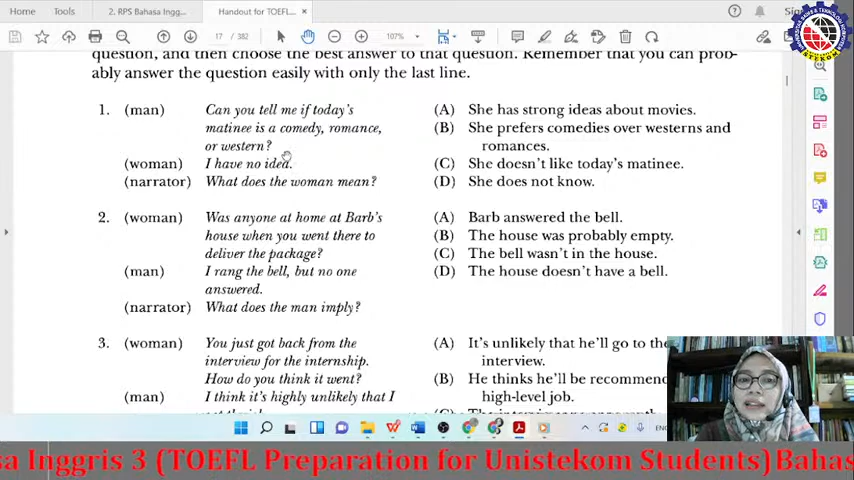 Home
Tools
2. RPS Bahasa Ingg...
Handout for TOEFL...
×
Sign
17 / 382
107%
question, and then choose the best answer to that question. Remember that you can prob-
ably answer the question easily with only the last line.
1. (man) Can you tell me if today's
matinee is a comedy, romance,
or western?
(woman) I have no idea.
(narrator) What does the woman mean?
(A) She has strong ideas about movies.
(B) She prefers comedies over westerns and
romances.
(C) She doesn't like today's matinee.
(D) She does not know.
2. (woman) Was anyone at home at Barb's
house when you went there to
deliver the package?
(man) I rang the bell, but no one
answered.
(narrator) What does the man imply?
(A) Barb answered the bell.
(B) The house was probably empty.
(C) The bell wasn't in the house.
(D) The house doesn't have a bell.
3. (woman) You just got back from the
interview for the internship.
How do you think it went?
(man) I think it's highly unlikely that I
(A) It's unlikely that he'll go to the
interview.
(B) He thinks he'll be recommen
high-level job.
ENG
sa Inggris 3 (TOEFL Preparation for Unistekom Students)Bahas